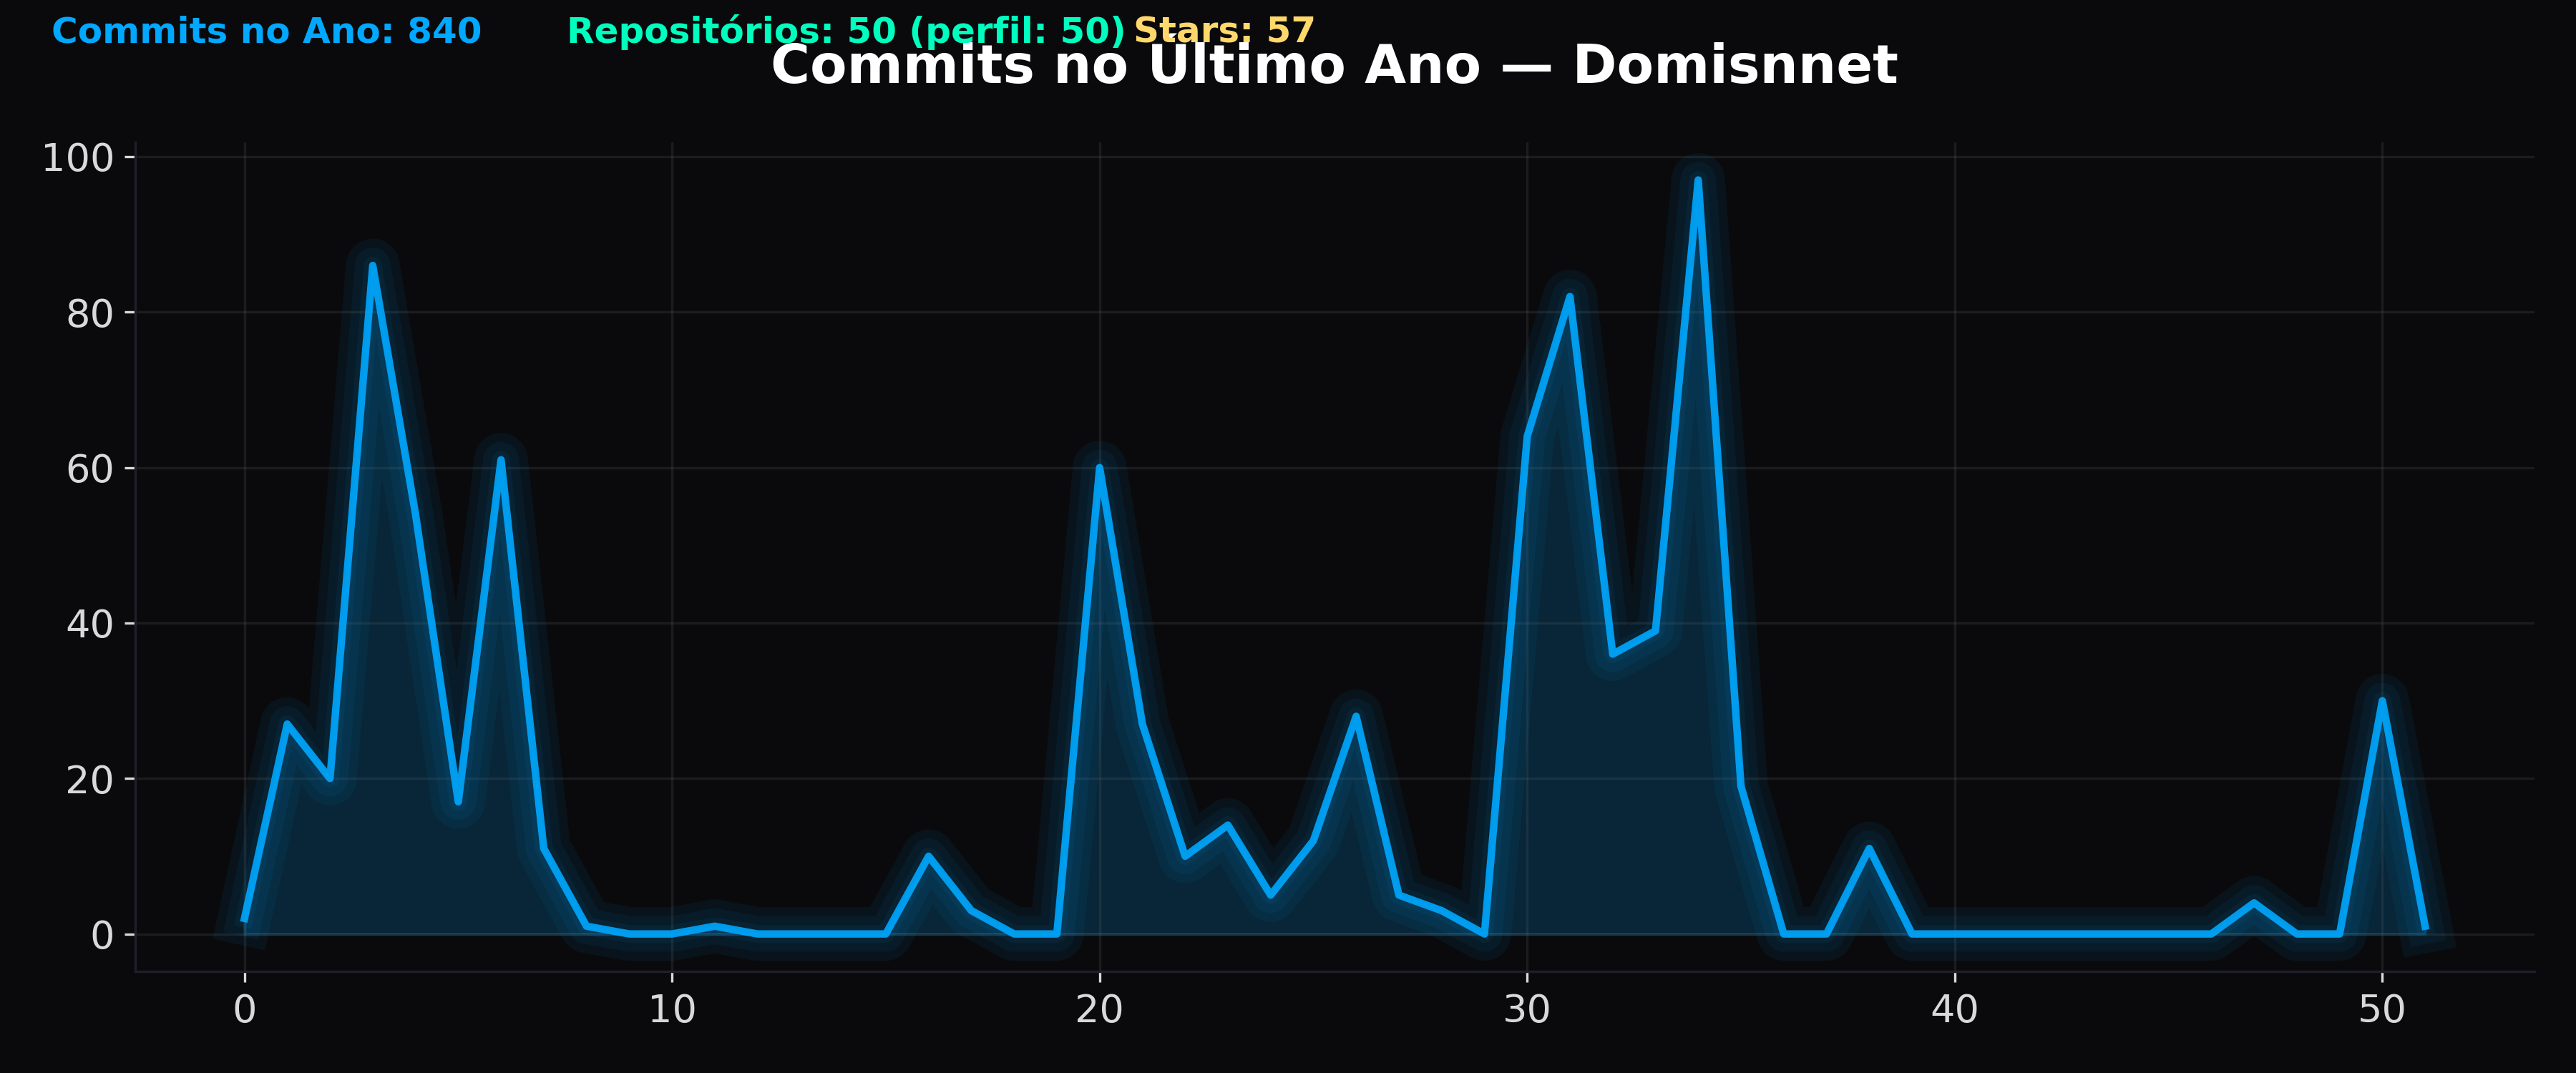 Commits no Ano: 840 Repositórios: 50 (perfil: 50) Stars: 57
Commits no Último Ano — Domisnnet
100
80
60
40
20
0
0 10 20 30 40 50